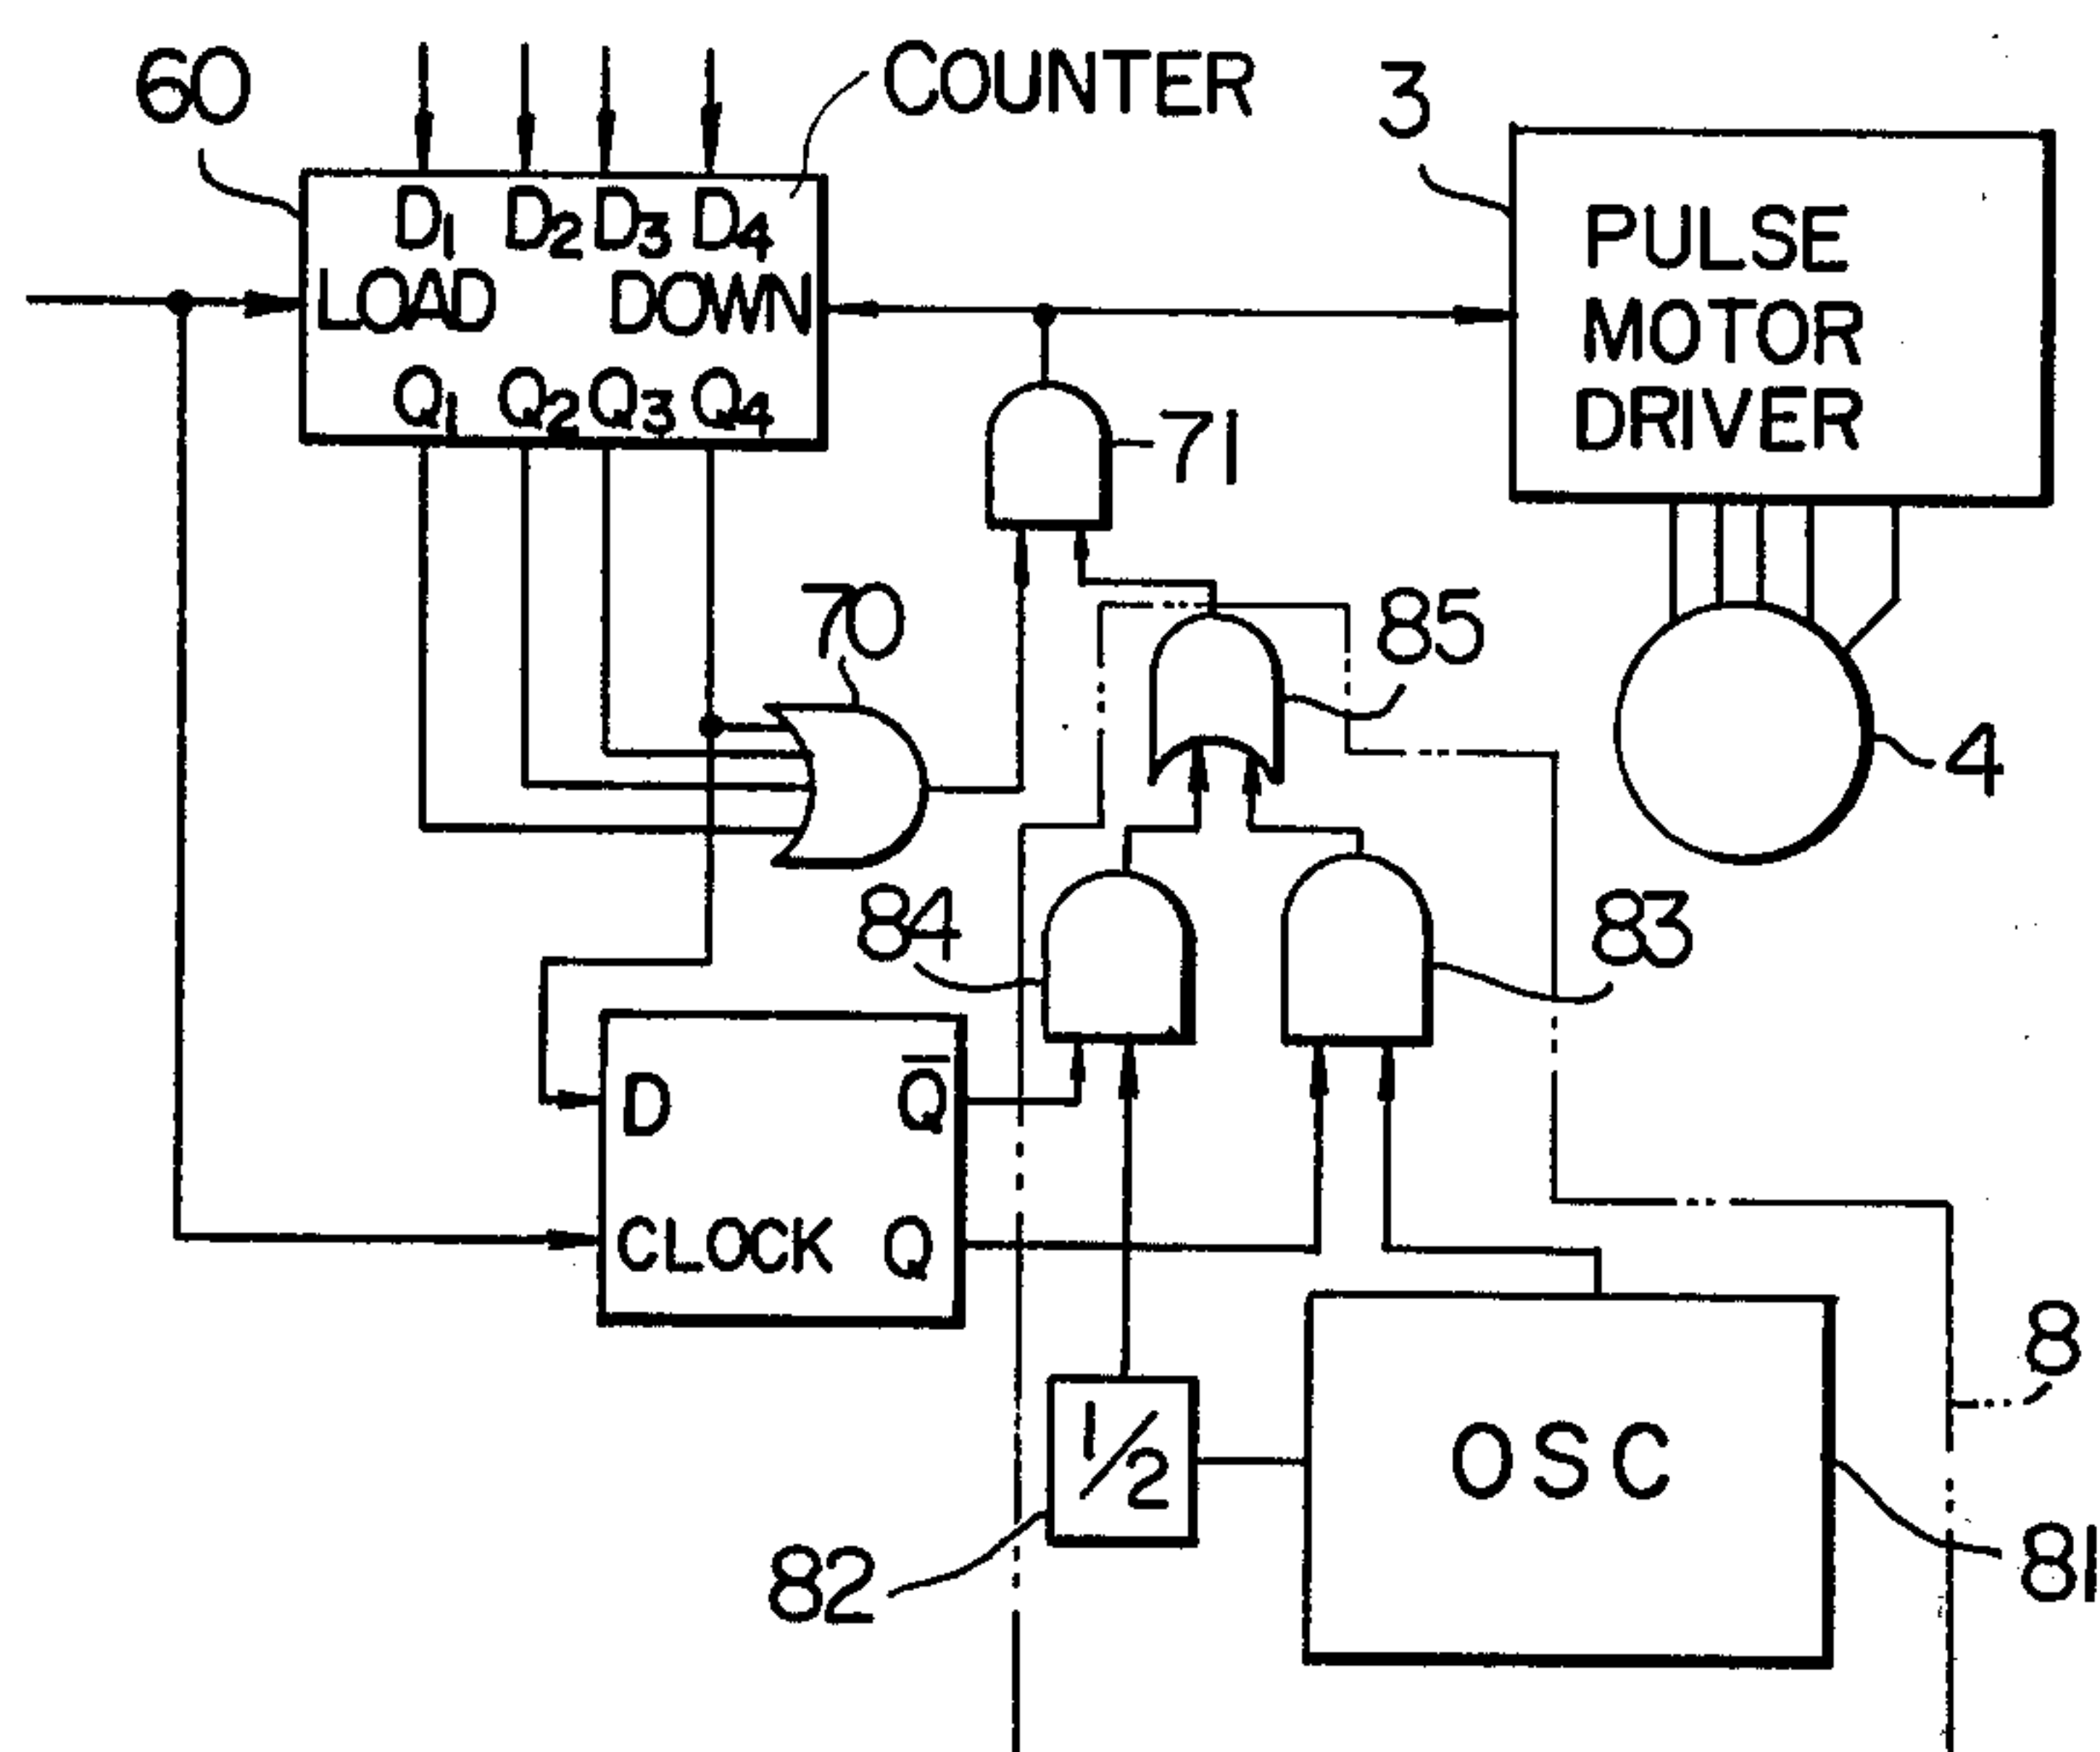 60
COUNTER
3
D1 D2 D3 D4
LOAD DOWN
Q1 Q2 Q3 Q4
PULSE
MOTOR
DRIVER
71
70
85
4
84
83
D Q̅
CLOCK Q
8
1/2
OSC
82
81